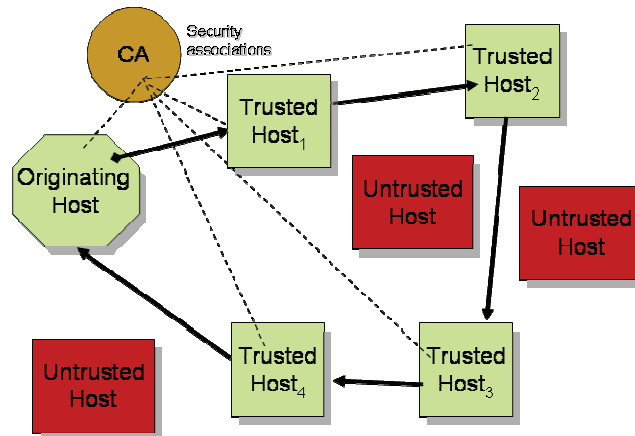 CA
Security
associations
Trusted
Host₂
Trusted
Host₁
Originating
Host
Untrusted
Host
Untrusted
Host
Trusted
Host₄
Trusted
Host₃
Untrusted
Host